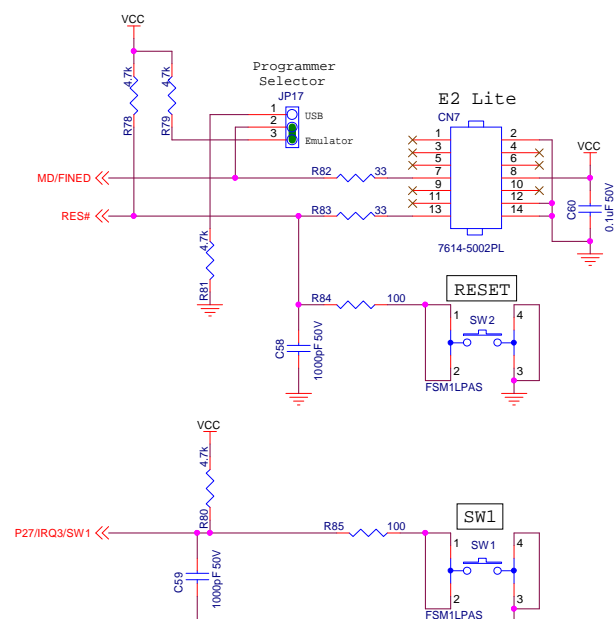 VCC
4.7k
4.7k
R78
R79
Programmer
Selector
JP17
1
2
3
USB
Emulator
E2 Lite
CN7
1
3
5
7
9
11
13
2
4
6
8
10
12
14
7614-5002PL
VCC
C60
0.1uF 50V
MD/FINED
R82
33
RES#
R83
33
4.7k
R81
R84
100
C58
1000pF 50V
RESET
SW2
1
2
4
3
FSM1LPAS
VCC
4.7k
R80
P27/IRQ3/SW1
R85
100
C59
1000pF 50V
SW1
SW1
1
2
4
3
FSM1LPAS